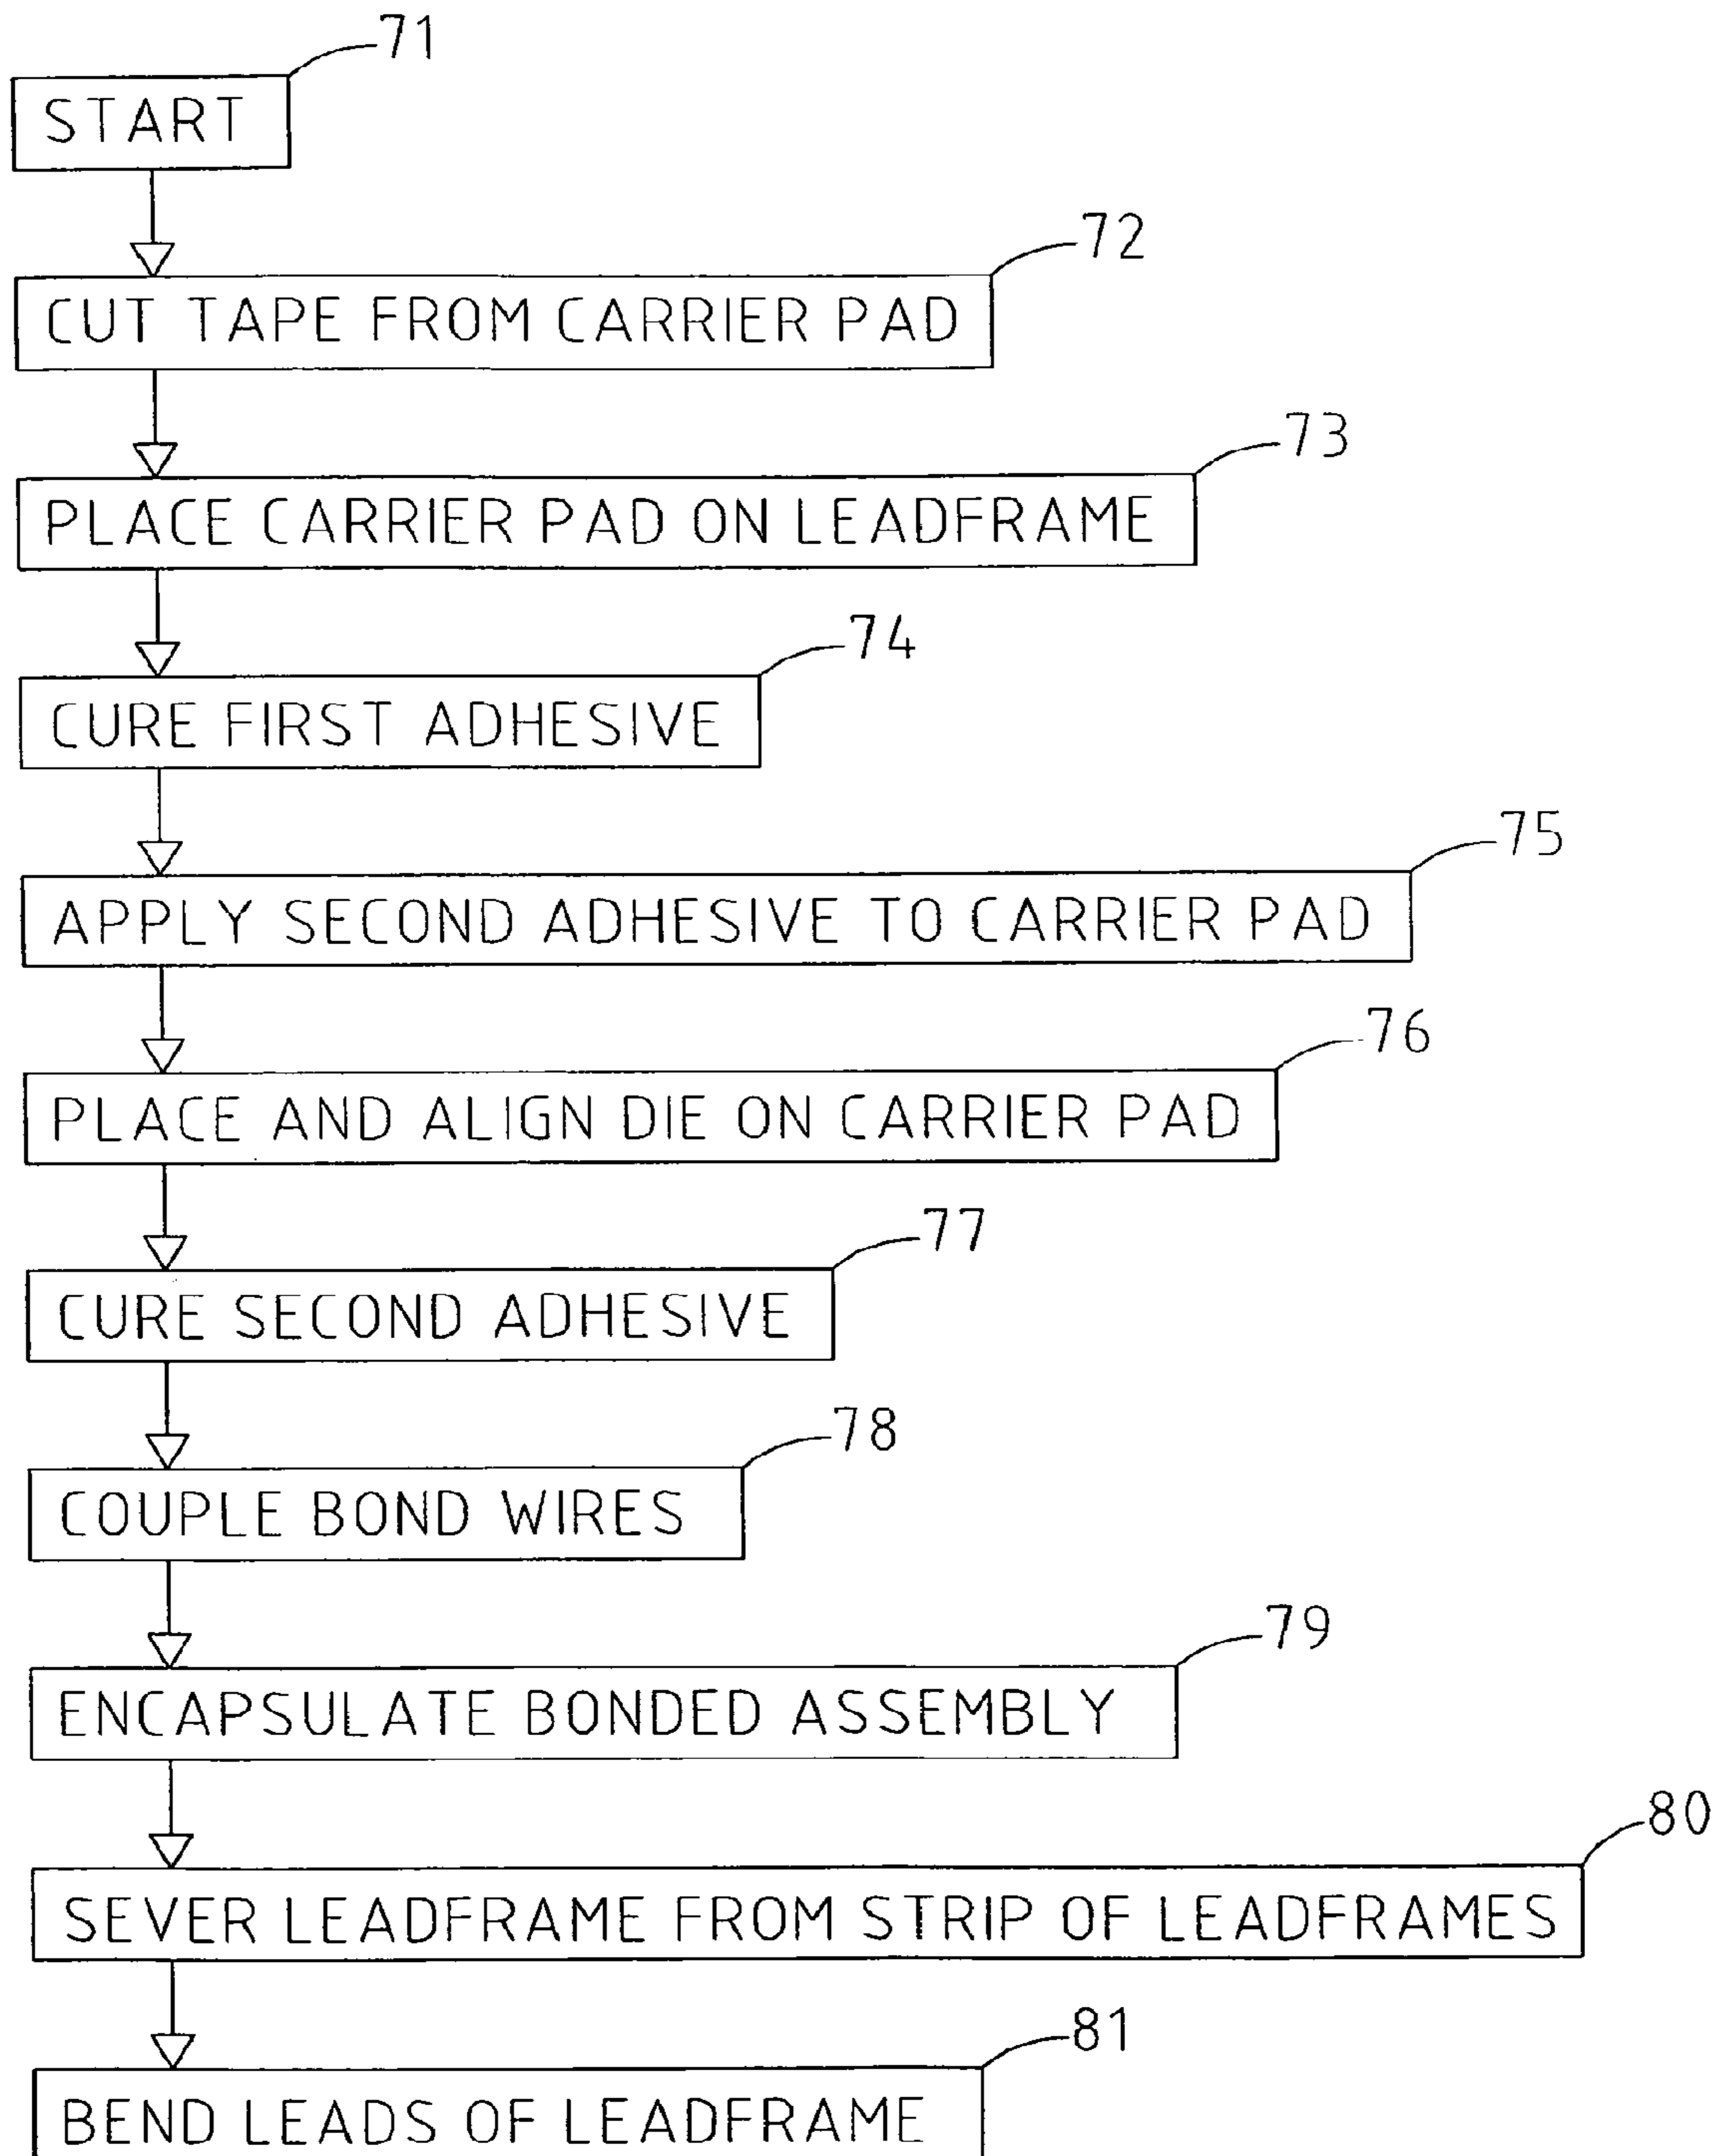 71
START
72
CUT TAPE FROM CARRIER PAD
73
PLACE CARRIER PAD ON LEADFRAME
74
CURE FIRST ADHESIVE
75
APPLY SECOND ADHESIVE TO CARRIER PAD
76
PLACE AND ALIGN DIE ON CARRIER PAD
77
CURE SECOND ADHESIVE
78
COUPLE BOND WIRES
79
ENCAPSULATE BONDED ASSEMBLY
80
SEVER LEADFRAME FROM STRIP OF LEADFRAMES
81
BEND LEADS OF LEADFRAME